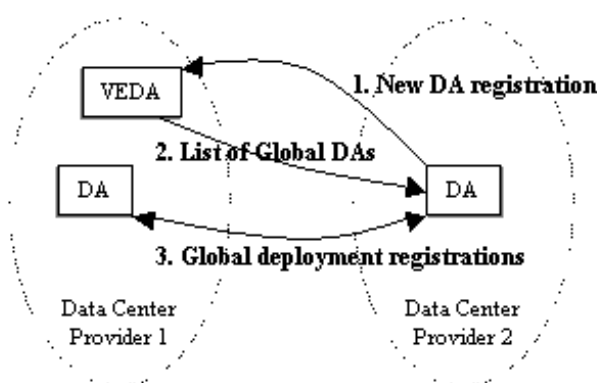 VEDA
1. New DA registration
2. List of Global DAs
DA
DA
3. Global deployment registrations
Data Center
Provider 1
Data Center
Provider 2